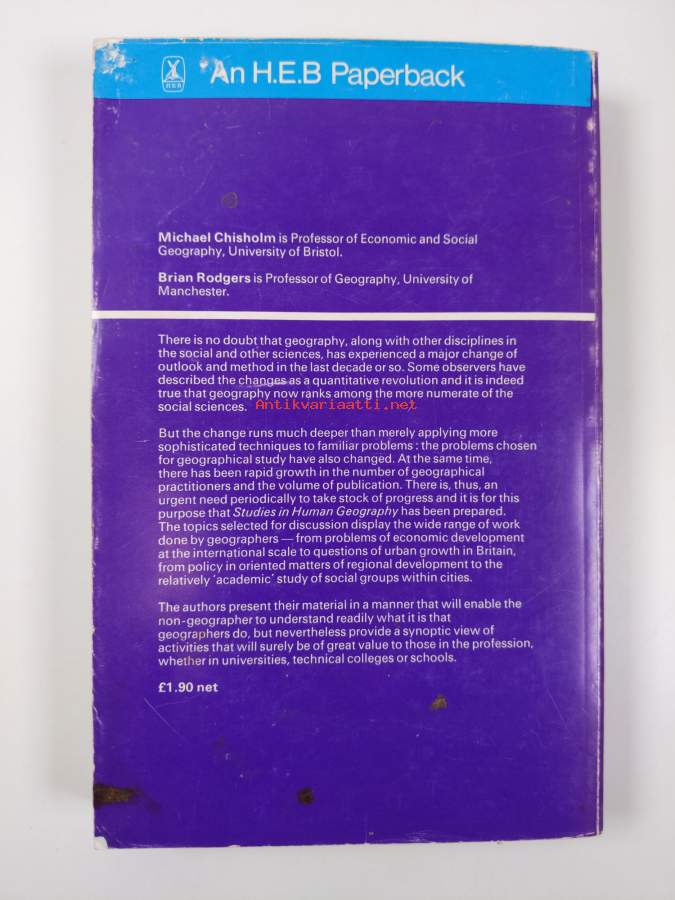 HEB
An H.E.B Paperback
Michael Chisholm is Professor of Economic and Social
Geography, University of Bristol.
Brian Rodgers is Professor of Geography, University of
Manchester.
There is no doubt that geography, along with other disciplines in
the social and other sciences, has experienced a major change of
outlook and method in the last decade or so. Some observers have
described the changes as a quantitative revolution and it is indeed
true that geography now ranks among the more numerate of the
social sciences.
Antikvariaatti.net
But the change runs much deeper than merely applying more
sophisticated techniques to familiar problems: the problems chosen
for geographical study have also changed. At the same time,
there has been rapid growth in the number of geographical
practitioners and the volume of publication. There is, thus, an
urgent need periodically to take stock of progress and it is for this
purpose that Studies in Human Geography has been prepared.
The topics selected for discussion display the wide range of work
done by geographers — from problems of economic development
at the international scale to questions of urban growth in Britain,
from policy in oriented matters of regional development to the
relatively 'academic' study of social groups within cities.
The authors present their material in a manner that will enable the
non-geographer to understand readily what it is that
geographers do, but nevertheless provide a synoptic view of
activities that will surely be of great value to those in the profession,
whether in universities, technical colleges or schools.
£1.90 net